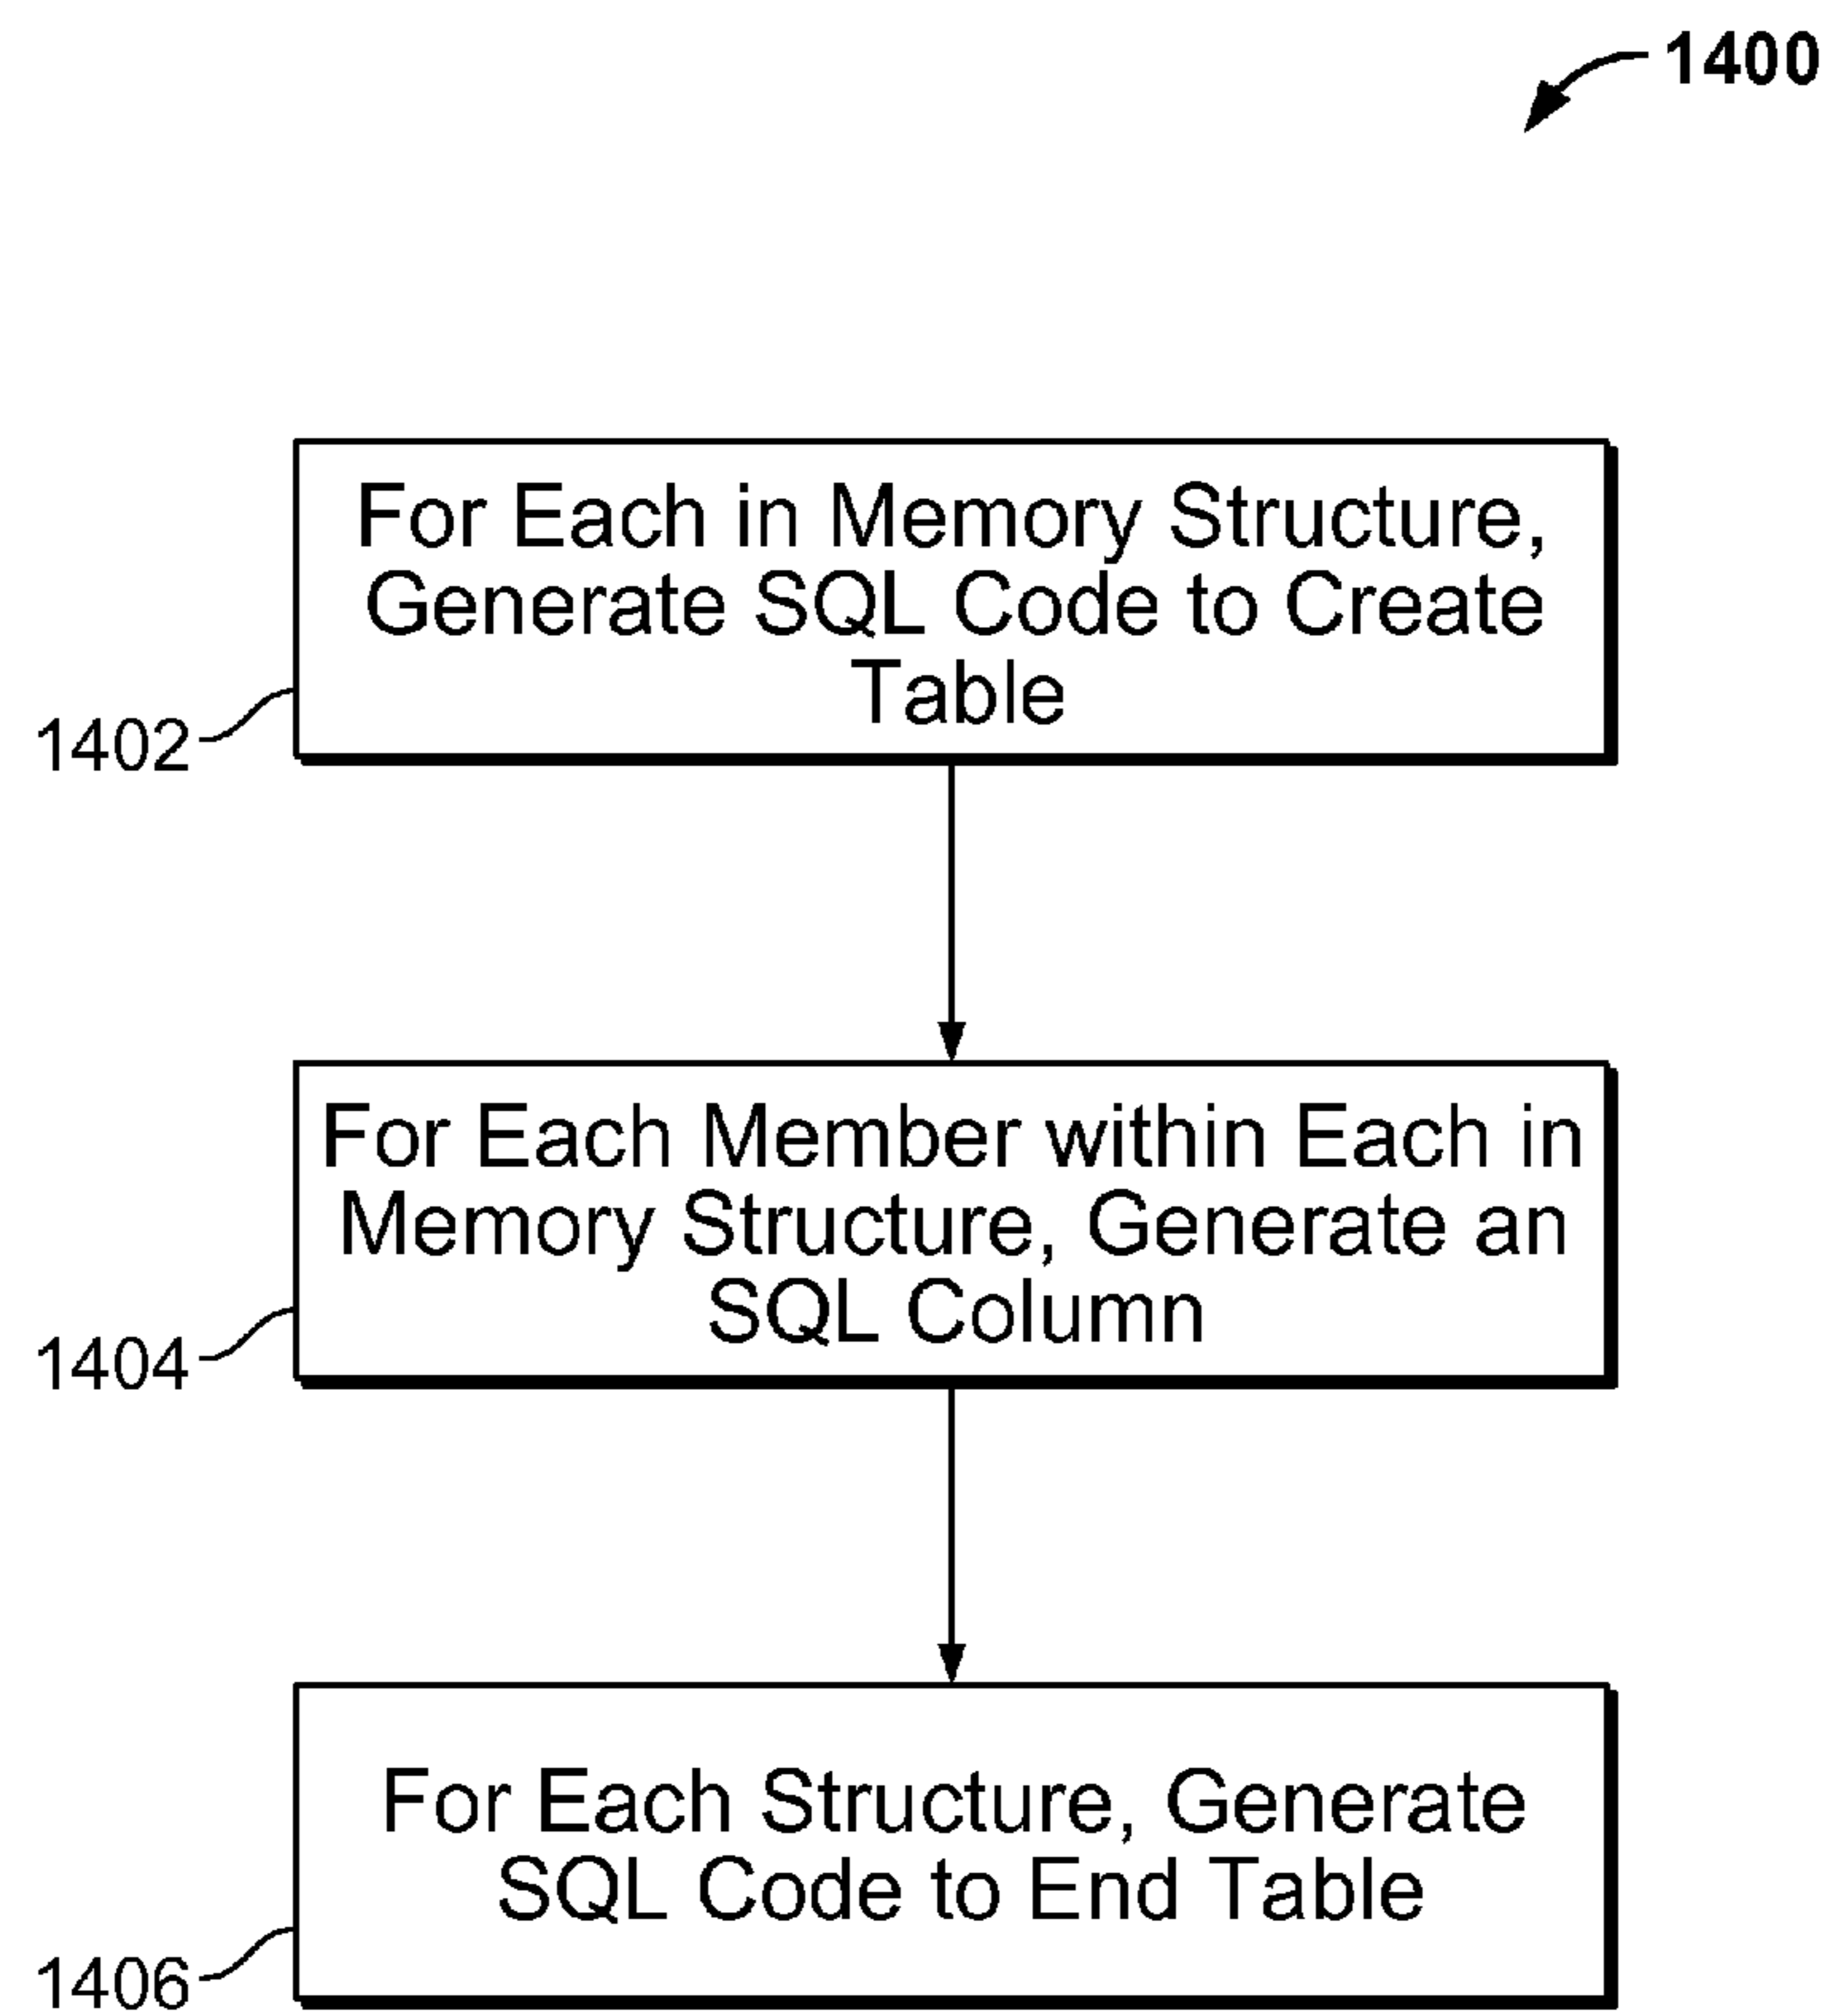 1400
For Each in Memory Structure,
Generate SQL Code to Create
Table
1402
For Each Member within Each in
Memory Structure, Generate an
SQL Column
1404
For Each Structure, Generate
SQL Code to End Table
1406